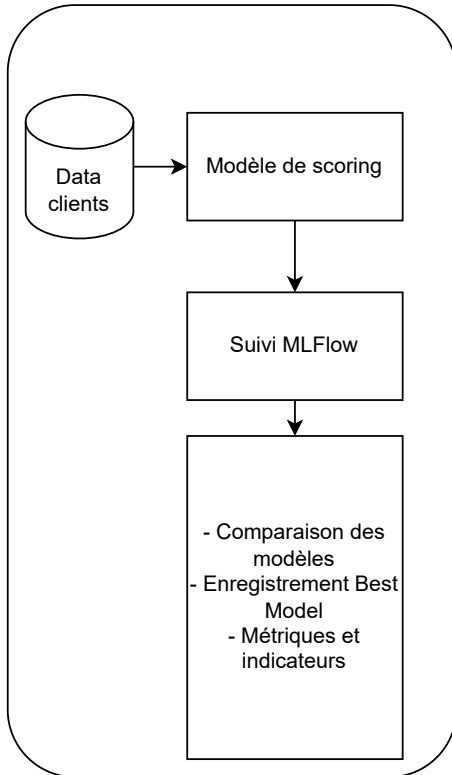 Data
clients
Modèle de scoring
Suivi MLFlow
- Comparaison des
modèles
- Enregistrement Best
Model
- Métriques et
indicateurs